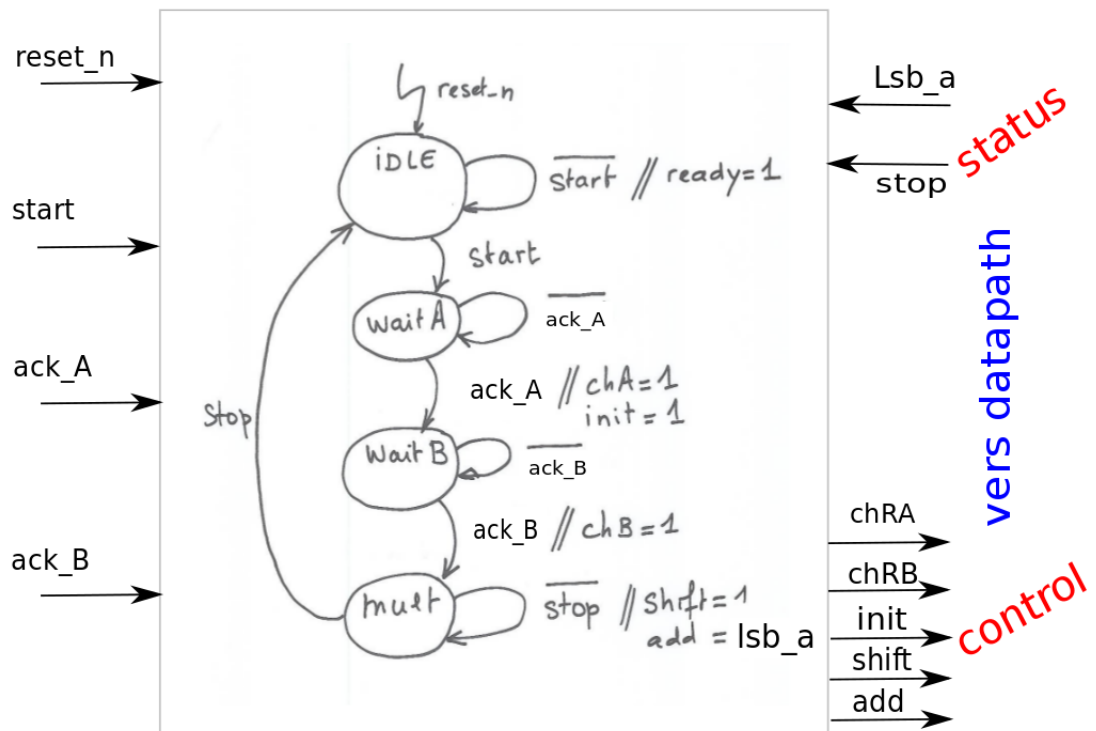 reset_n
start
ack_A
ack_B
reset_n
iDLE
start // ready=1
start
wait A
ack_A
ack_A // chA=1
init = 1
Wait B
ack_B
ack_B // chB=1
mult
stop // Shift=1
add = lsb_a
Stop
Lsb_a
stop
status
vers datapath
chRA
chRB
init
shift
add
control